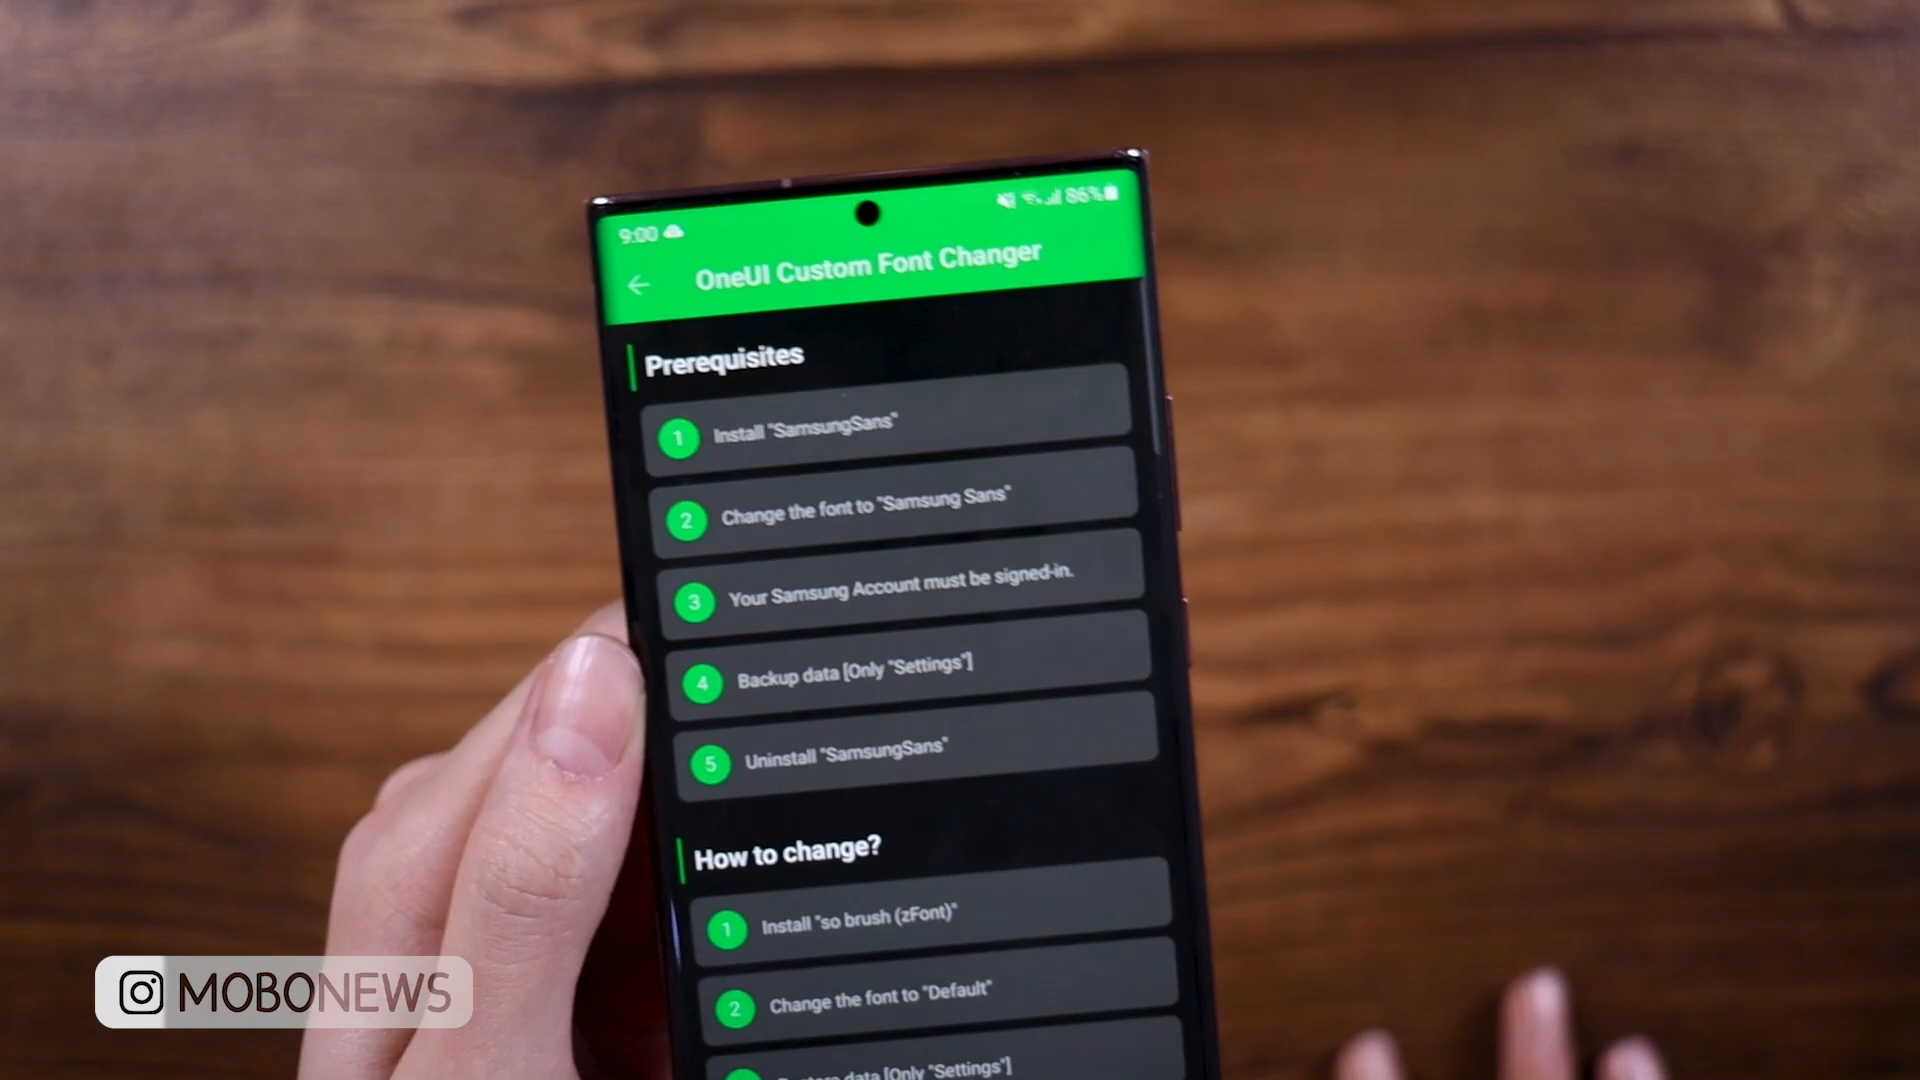 9:00
86%
OneUI Custom Font Changer
Prerequisites
1 Install "SamsungSans"
2 Change the font to "Samsung Sans"
3 Your Samsung Account must be signed-in.
4 Backup data [Only "Settings"]
5 Uninstall "SamsungSans"
How to change?
1 Install "so brush (zFont)"
2 Change the font to "Default"
data [Only "Settings"]
MOBONEWS